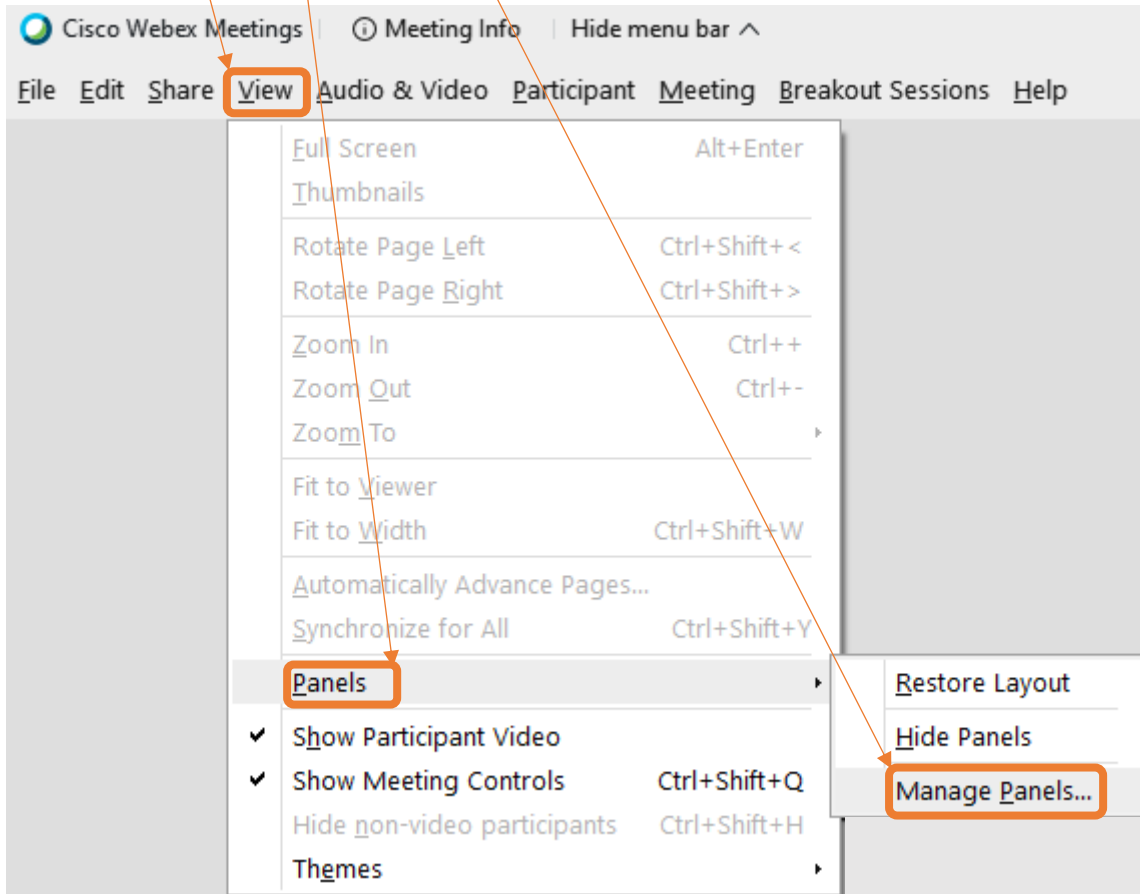 Cisco Webex Meetings Meeting Info Hide menu bar
File Edit Share View Audio & Video Participant Meeting Breakout Sessions Help
Full Screen Alt+Enter
Thumbnails
Rotate Page Left Ctrl+Shift+<
Rotate Page Right Ctrl+Shift+>
Zoom In Ctrl++
Zoom Out Ctrl+-
Zoom To
Fit to Viewer
Fit to Width Ctrl+Shift+W
Automatically Advance Pages...
Synchronize for All Ctrl+Shift+Y
Panels
Show Participant Video
Show Meeting Controls Ctrl+Shift+Q
Hide non-video participants Ctrl+Shift+H
Themes
Restore Layout
Hide Panels
Manage Panels...